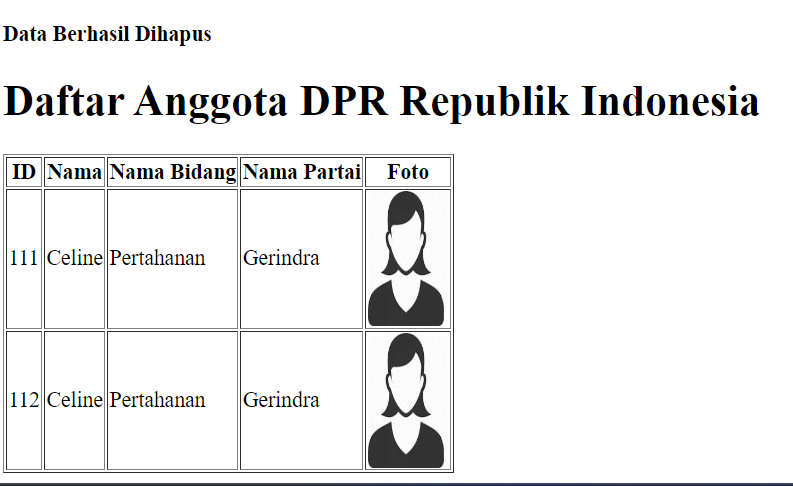 Data Berhasil Dihapus
Daftar Anggota DPR Republik Indonesia
ID Nama Nama Bidang Nama Partai Foto
111 Celine Pertahanan Gerindra
112 Celine Pertahanan Gerindra